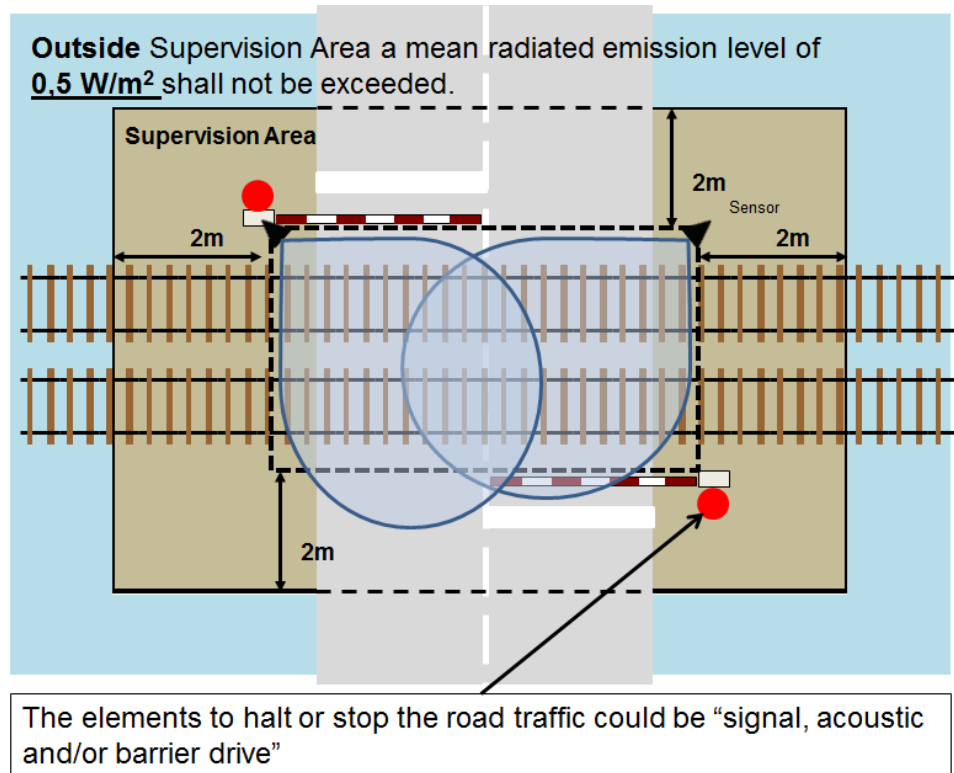 Outside Supervision Area a mean radiated emission level of
0,5 W/m² shall not be exceeded.
Supervision Area
2m
Sensor
2m
2m
2m
The elements to halt or stop the road traffic could be “signal, acoustic
and/or barrier drive”